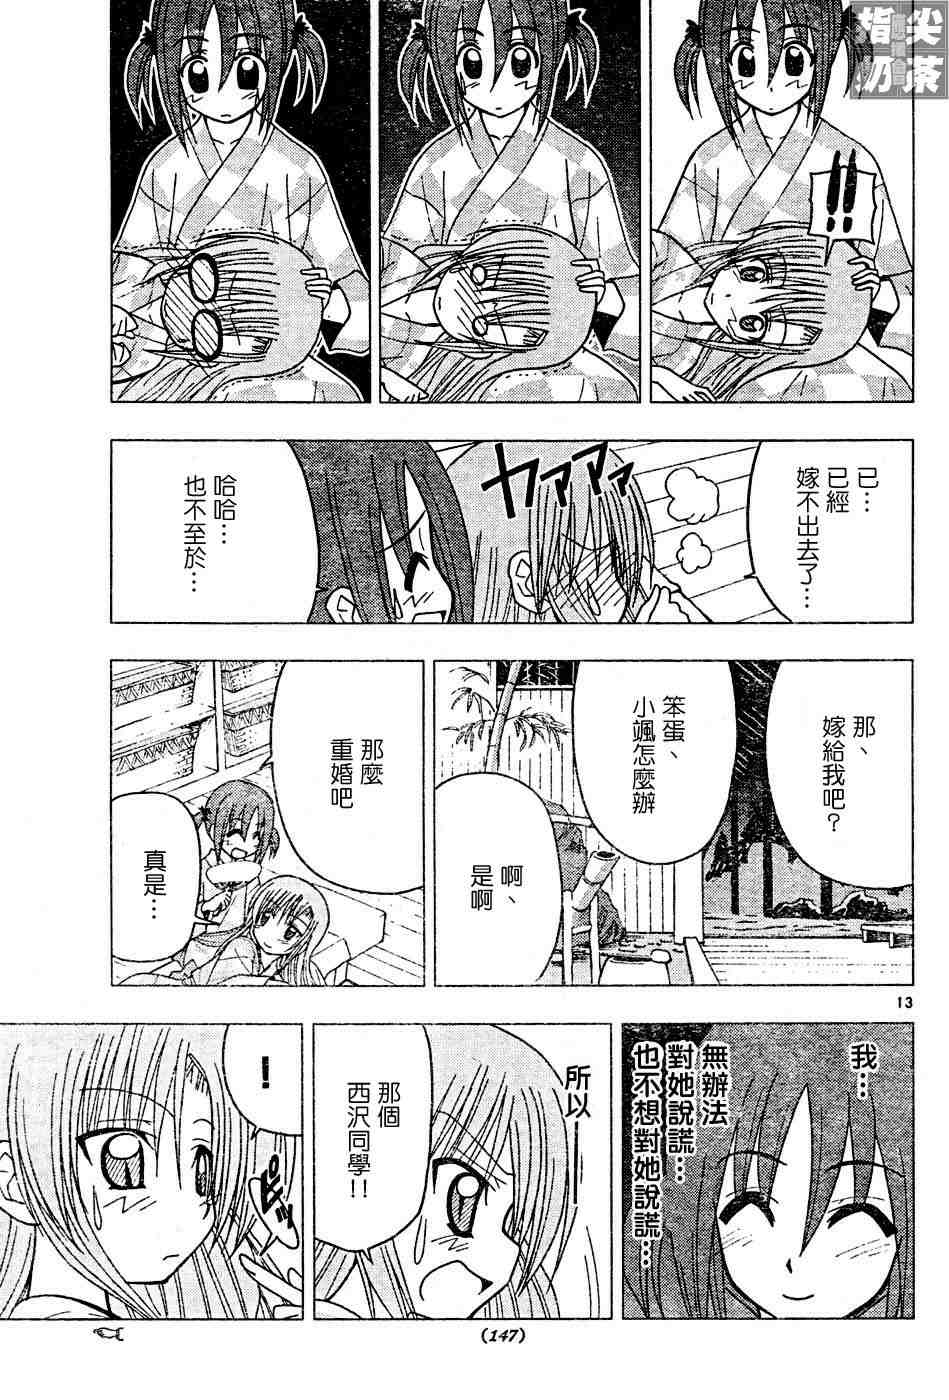 指尖
奶茶
!!
已…
已經
嫁不出去了…
カァァァ
哈哈…
也不至於…
那、
嫁給我吧？
笨蛋、
小颯怎麼辦
啊、
是啊
那麼
重婚吧
真是…
13
我…
無辦法
對她說謊…
也不想對她說謊…
所以—
那個
西沢同學!!
!
(147)